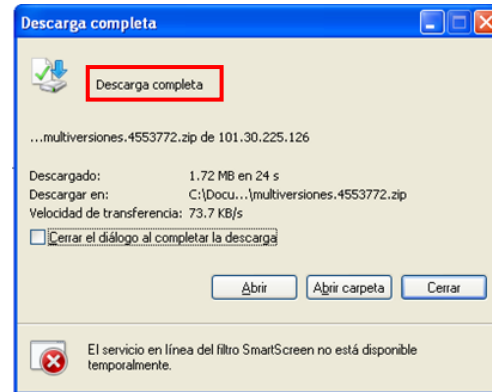 Descarga completa
Descarga completa
...multiversiones.4553772.zip de 101.30.225.126
Descargado: 1.72 MB en 24 s
Descargar en: C:\Docu...\multiversiones.4553772.zip
Velocidad de transferencia: 73.7 KB/s
Cerrar el diálogo al completar la descarga
Abrir Abrir carpeta Cerrar
El servicio en línea del filtro SmartScreen no está disponible
temporalmente.